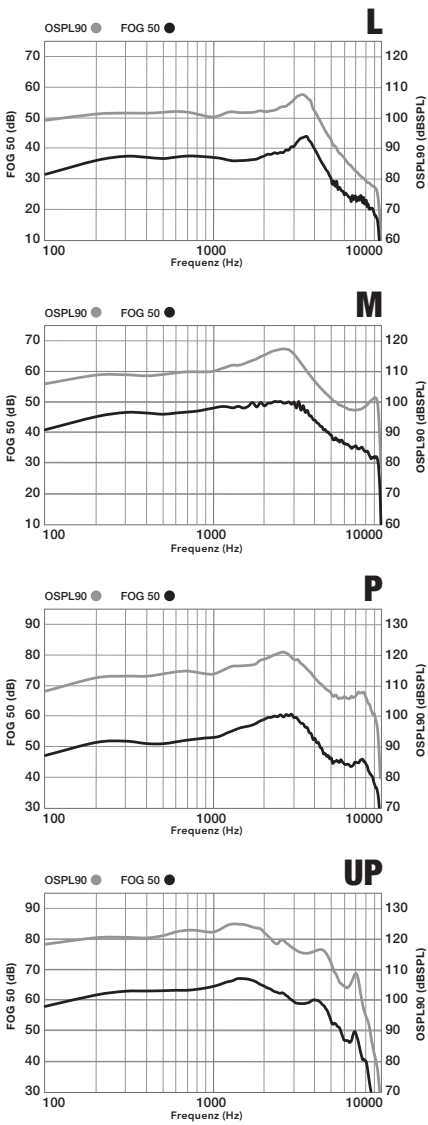 L
OSPL90 FOG 50
70 120
60 110
50 100
40 90
30 80
20 70
10 60
FOG 50 (dB)
OSPL90 (dBSPL)
100 1000 10000
Frequenz (Hz)
M
OSPL90 FOG 50
70 120
60 110
50 100
40 90
30 80
20 70
10 60
FOG 50 (dB)
OSPL90 (dBSPL)
100 1000 10000
Frequenz (Hz)
P
OSPL90 FOG 50
90 130
80 120
70 110
60 100
50 90
40 80
30 70
FOG 50 (dB)
OSPL90 (dBSPL)
100 1000 10000
Frequenz (Hz)
UP
OSPL90 FOG 50
90 130
80 120
70 110
60 100
50 90
40 80
30 70
FOG 50 (dB)
OSPL90 (dBSPL)
100 1000 10000
Frequenz (Hz)